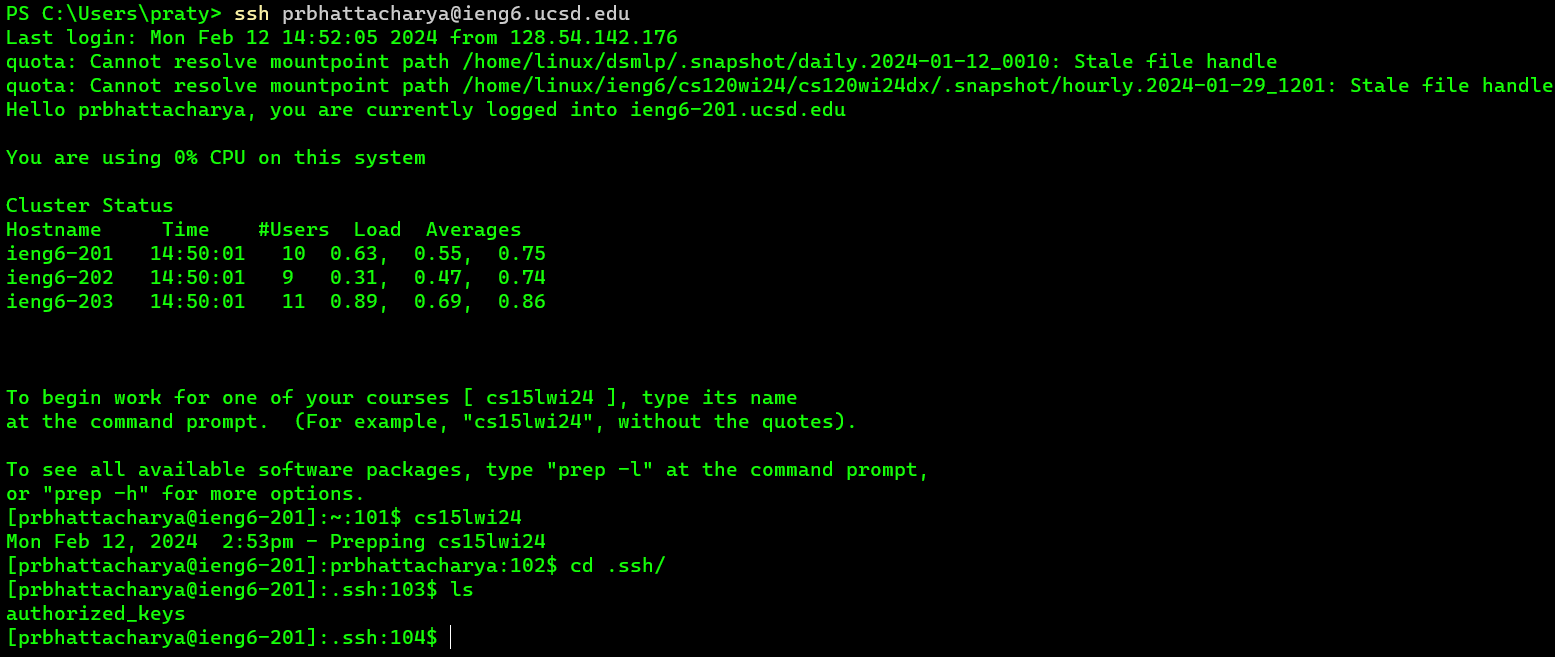 PS C:\Users\praty> ssh prbhattacharya@ieng6.ucsd.edu
Last login: Mon Feb 12 14:52:05 2024 from 128.54.142.176
quota: Cannot resolve mountpoint path /home/linux/dsmlp/.snapshot/daily.2024-01-12_0010: Stale file handle
quota: Cannot resolve mountpoint path /home/linux/ieng6/cs120wi24/cs120wi24dx/.snapshot/hourly.2024-01-29_1201: Stale file handle
Hello prbhattacharya, you are currently logged into ieng6-201.ucsd.edu

You are using 0% CPU on this system

Cluster Status
Hostname     Time    #Users  Load  Averages
ieng6-201   14:50:01   10  0.63,  0.55,  0.75
ieng6-202   14:50:01   9   0.31,  0.47,  0.74
ieng6-203   14:50:01   11  0.89,  0.69,  0.86

To begin work for one of your courses [ cs15lwi24 ], type its name
at the command prompt.  (For example, "cs15lwi24", without the quotes).

To see all available software packages, type "prep -l" at the command prompt,
or "prep -h" for more options.
[prbhattacharya@ieng6-201]:~:101$ cs15lwi24
Mon Feb 12, 2024  2:53pm - Prepping cs15lwi24
[prbhattacharya@ieng6-201]:prbhattacharya:102$ cd .ssh/
[prbhattacharya@ieng6-201]:.ssh:103$ ls
authorized_keys
[prbhattacharya@ieng6-201]:.ssh:104$